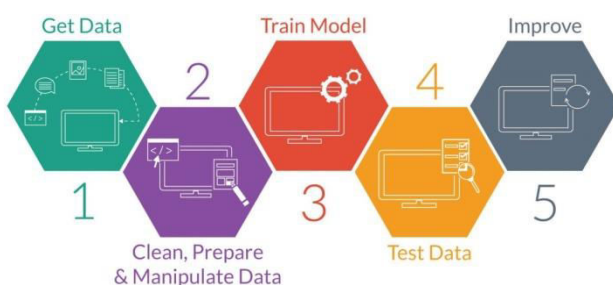 Get Data
1
</>
2
</>
Clean, Prepare
& Manipulate Data
Train Model
3
4
Test Data
Improve
5